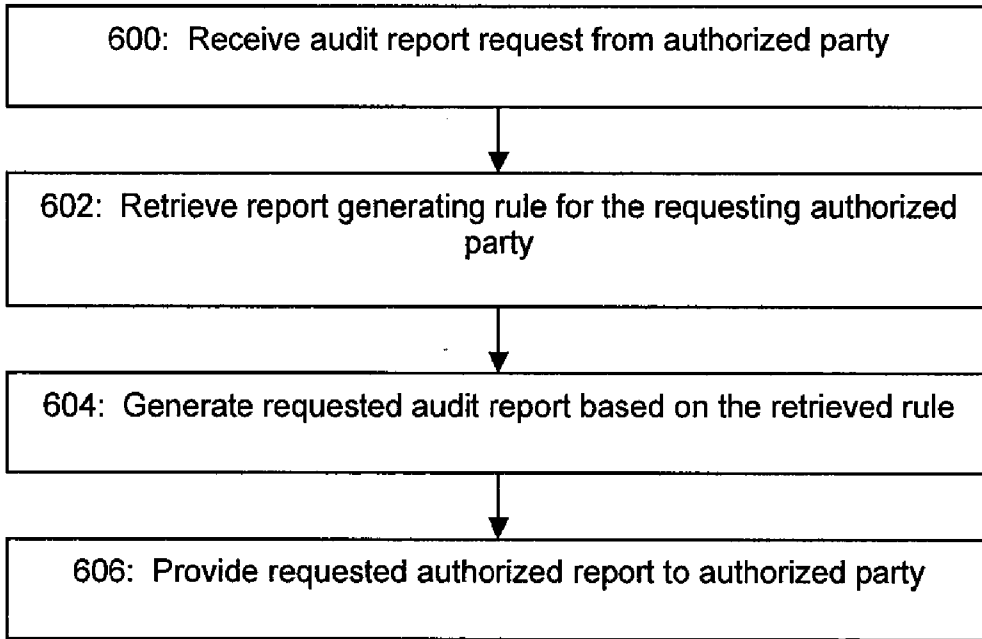 600: Receive audit report request from authorized party
602: Retrieve report generating rule for the requesting authorized
party
604: Generate requested audit report based on the retrieved rule
606: Provide requested authorized report to authorized party